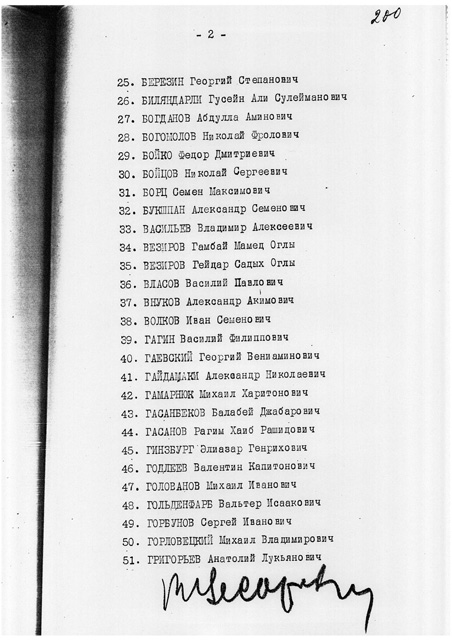 200
- 2 -
25. БЕРЕЗИН Георгий Степанович
26. БИЛЯНДАРЛИ Гусейн Али Сулейманович
27. БОГДАНОВ Абдулла Аминович
28. БОГОМОЛОВ Николай Фролович
29. БОЙКО Федор Дмитриевич
30. БОЙЦОВ Николай Сергеевич
31. БОРЦ Семен Максимович
32. БУКШПАН Александр Семенович
33. ВАСИЛЬЕВ Владимир Алексеевич
34. ВЕЗИРОВ Гамбай Мамец Оглы
35. ВЕЗИРОВ Гейдар Садых Оглы
36. ВЛАСОВ Василий Павлович
37. ВНУКОВ Александр Акимович
38. ВОЛКОВ Иван Семенович
39. ГАГИН Василий Филиппович
40. ГАЕВСКИЙ Георгий Вениаминович
41. ГАЙДАМАКИ Александр Николаевич
42. ГАМАРНЮК Михаил Харитонович
43. ГАСАНБЕКОВ Балабей Джабарович
44. ГАСАНОВ Рагим Хаиб Рашидович
45. ГИНЗБУРГ Элиазар Генрихович
46. ГОДЛЕЕВ Валентин Капитонович
47. ГОЛОВАНОВ Михаил Иванович
48. ГОЛЬДЕНФАРБ Вальтер Исаакович
49. ГОРБУНОВ Сергей Иванович
50. ГОРЛОВЕЦКИЙ Михаил Владимирович
51. ГРИГОРЬЕВ Анатолий Лукьянович